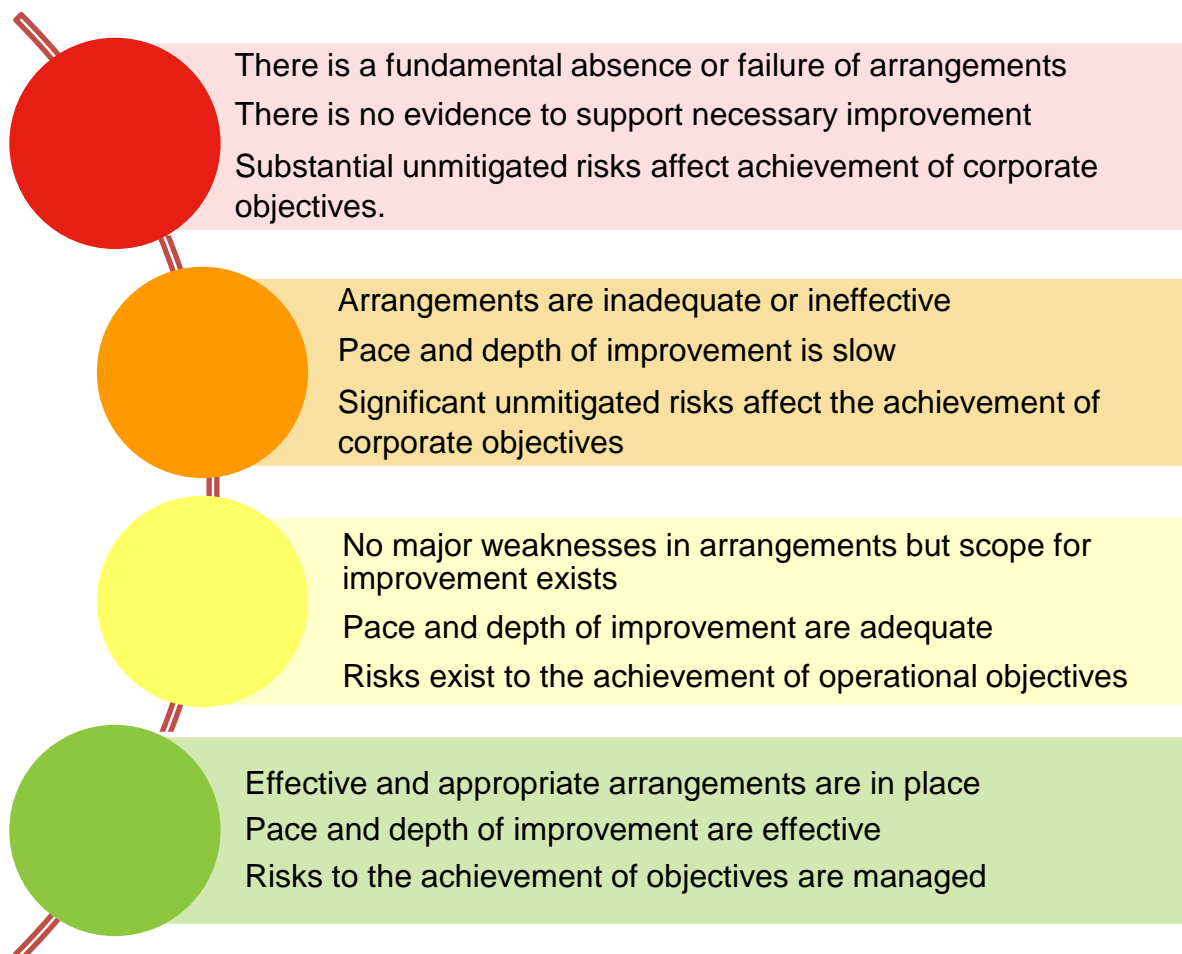 There is a fundamental absence or failure of arrangements
There is no evidence to support necessary improvement
Substantial unmitigated risks affect achievement of corporate
objectives.
Arrangements are inadequate or ineffective
Pace and depth of improvement is slow
Significant unmitigated risks affect the achievement of
corporate objectives
No major weaknesses in arrangements but scope for
improvement exists
Pace and depth of improvement are adequate
Risks exist to the achievement of operational objectives
Effective and appropriate arrangements are in place
Pace and depth of improvement are effective
Risks to the achievement of objectives are managed